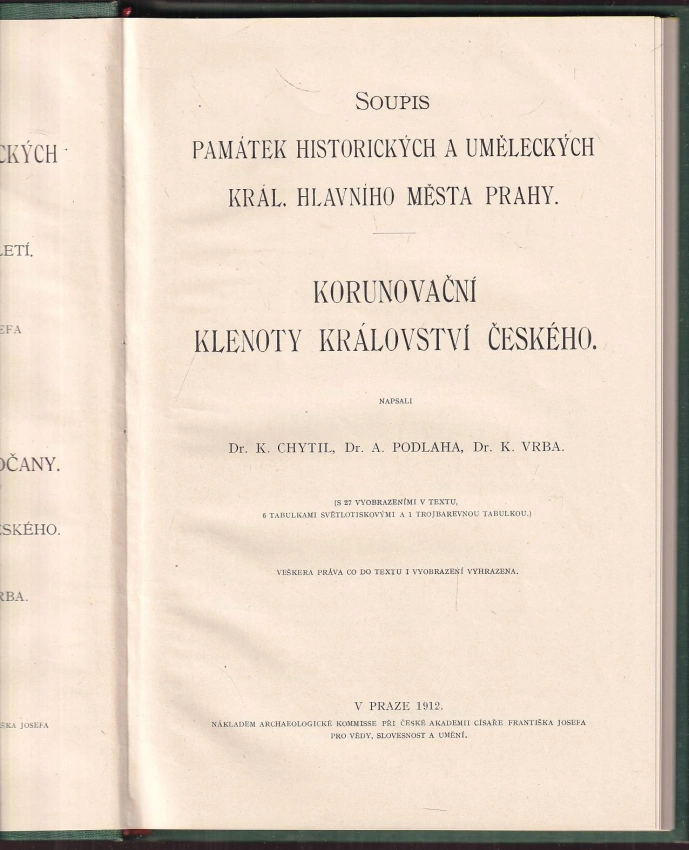 CKÝCH
LETÍ.
EFA
OČANY.
ESKÉHO.
RBA.
ŠKA JOSEFA
SOUPIS
PAMÁTEK HISTORICKÝCH A UMĚLECKÝCH
KRÁL. HLAVNÍHO MĚSTA PRAHY.
KORUNOVAČNÍ
KLENOTY KRÁLOVSTVÍ ČESKÉHO.
NAPSALI
Dr. K. CHYTIL, Dr. A. PODLAHA, Dr. K. VRBA.
(S 27 VYOBRAZENÍMI V TEXTU,
6 TABULKAMI SVĚTLOTISKOVÝMI A 1 TROJBAREVNOU TABULKOU.)
VEŠKERA PRÁVA CO DO TEXTU I VYOBRAZENÍ VYHRAZENA.
V PRAZE 1912.
NÁKLADEM ARCHAEOLOGICKÉ KOMMISSE PŘI ČESKÉ AKADEMII CÍSAŘE FRANTIŠKA JOSEFA
PRO VĚDY, SLOVESNOST A UMĚNÍ.